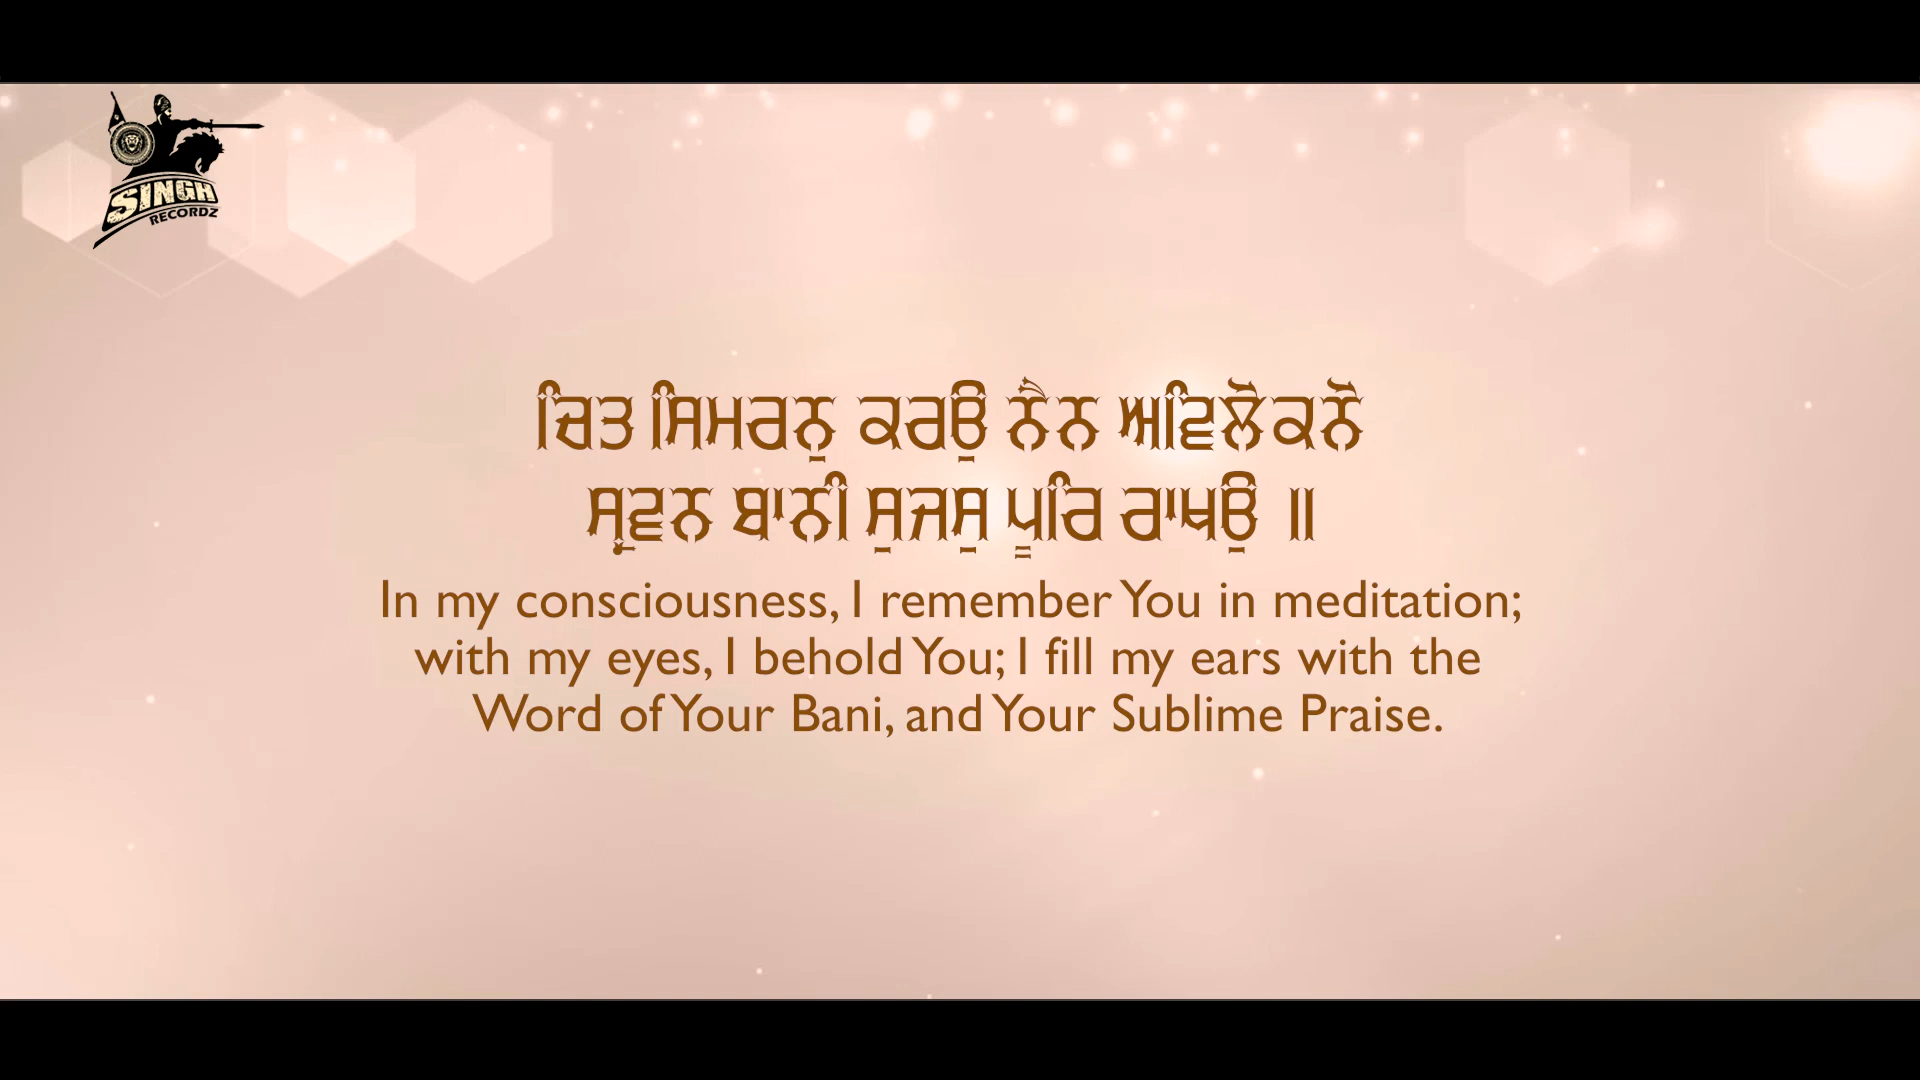 SINGH
RECORDZ
ਚਿਤ ਸਿਮਰਨੁ ਕਰਉ ਨੈਨ ਅਵਿਲੋਕਨੋ
ਸ੍ਰਵਨ ਬਾਨੀ ਸੁਜਸੁ ਪੂਰਿ ਰਾਖਉ ॥
In my consciousness, I remember You in meditation;
with my eyes, I behold You; I fill my ears with the
Word of Your Bani, and Your Sublime Praise.